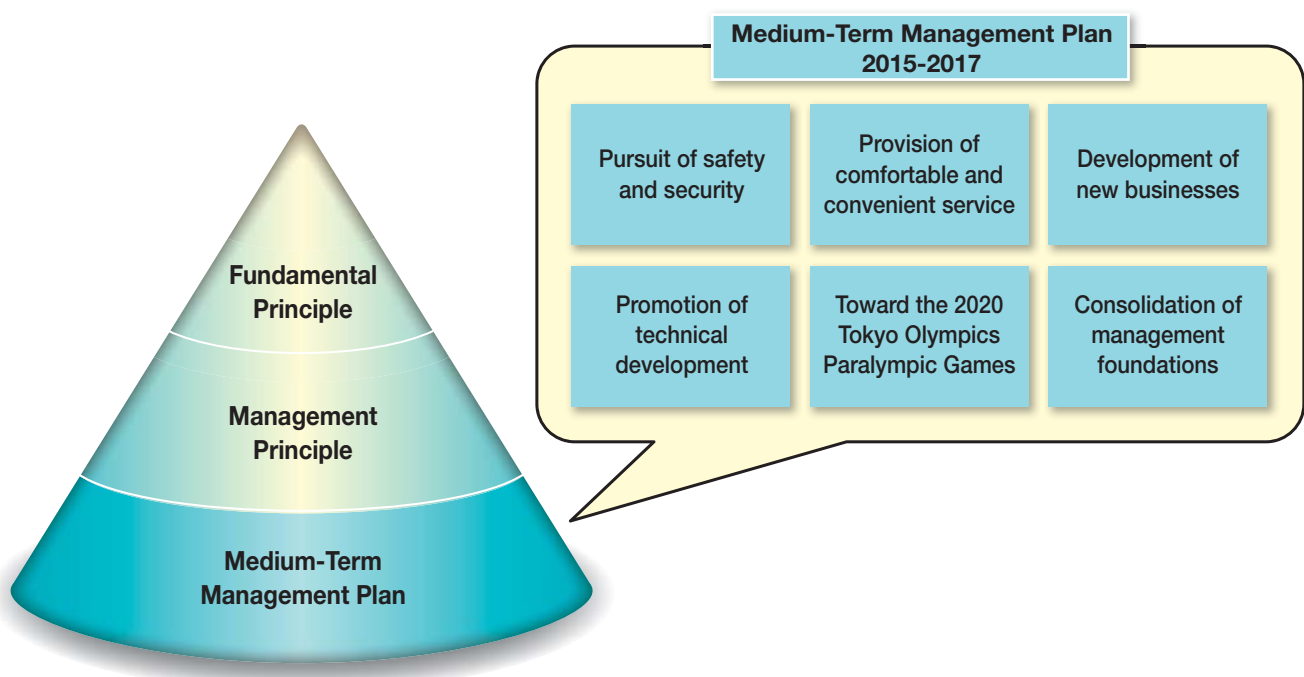 Medium-Term Management Plan
2015-2017
Pursuit of safety
and security
Provision of
comfortable and
convenient service
Development of
new businesses
Promotion of
technical
development
Toward the 2020
Tokyo Olympics
Paralympic Games
Consolidation of
management
foundations
Fundamental
Principle
Management
Principle
Medium-Term
Management Plan